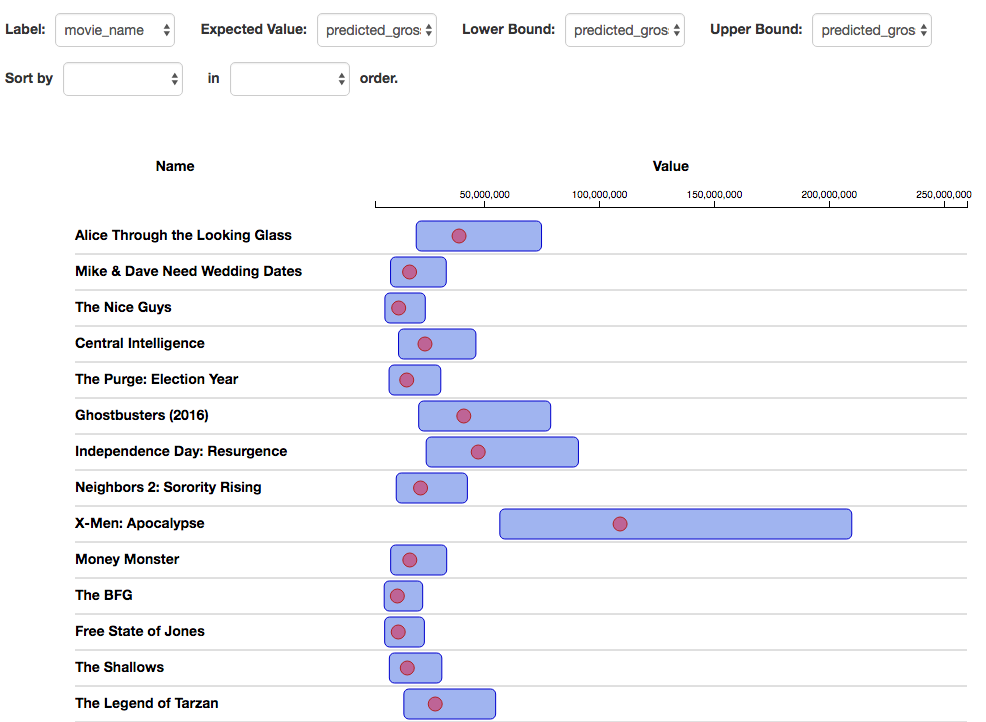 Label: movie_name Expected Value: predicted_gros Lower Bound: predicted_gros Upper Bound: predicted_gros
Sort by in order.
Name Value
50,000,000 100,000,000 150,000,000 200,000,000 250,000,000
Alice Through the Looking Glass
Mike & Dave Need Wedding Dates
The Nice Guys
Central Intelligence
The Purge: Election Year
Ghostbusters (2016)
Independence Day: Resurgence
Neighbors 2: Sorority Rising
X-Men: Apocalypse
Money Monster
The BFG
Free State of Jones
The Shallows
The Legend of Tarzan